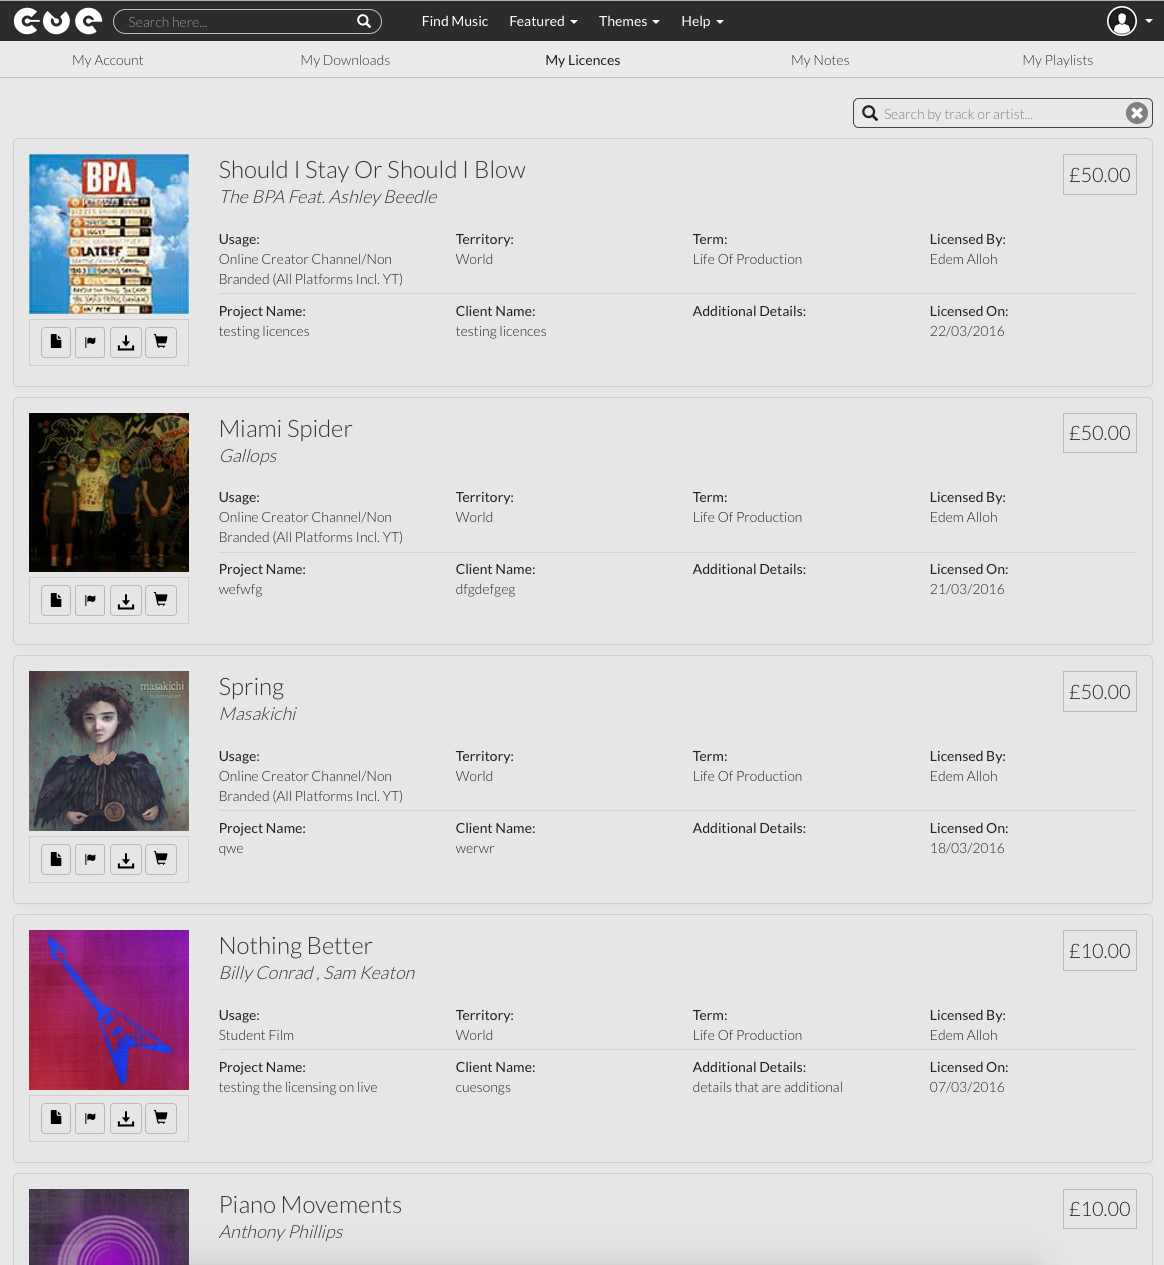 cue
Search here...
Find Music
Featured
Themes
Help
My Account
My Downloads
My Licences
My Notes
My Playlists
Search by track or artist...
BPA
LATEEF
Should I Stay Or Should I Blow
£50.00
The BPA Feat. Ashley Beedle
Usage:
Territory:
Term:
Licensed By:
Online Creator Channel/Non
World
Life Of Production
Edem Alloh
Branded (All Platforms Incl. YT)
Project Name:
Client Name:
Additional Details:
Licensed On:
testing licences
testing licences
22/03/2016
Miami Spider
£50.00
Gallops
Usage:
Territory:
Term:
Licensed By:
Online Creator Channel/Non
World
Life Of Production
Edem Alloh
Branded (All Platforms Incl. YT)
Project Name:
Client Name:
Additional Details:
Licensed On:
wefwfg
dfgdefgeg
21/03/2016
masakichi
Spring
£50.00
Masakichi
Usage:
Territory:
Term:
Licensed By:
Online Creator Channel/Non
World
Life Of Production
Edem Alloh
Branded (All Platforms Incl. YT)
Project Name:
Client Name:
Additional Details:
Licensed On:
qwe
werwr
18/03/2016
Nothing Better
£10.00
Billy Conrad , Sam Keaton
Usage:
Territory:
Term:
Licensed By:
Student Film
World
Life Of Production
Edem Alloh
Project Name:
Client Name:
Additional Details:
Licensed On:
testing the licensing on live
cuesongs
details that are additional
07/03/2016
Piano Movements
£10.00
Anthony Phillips